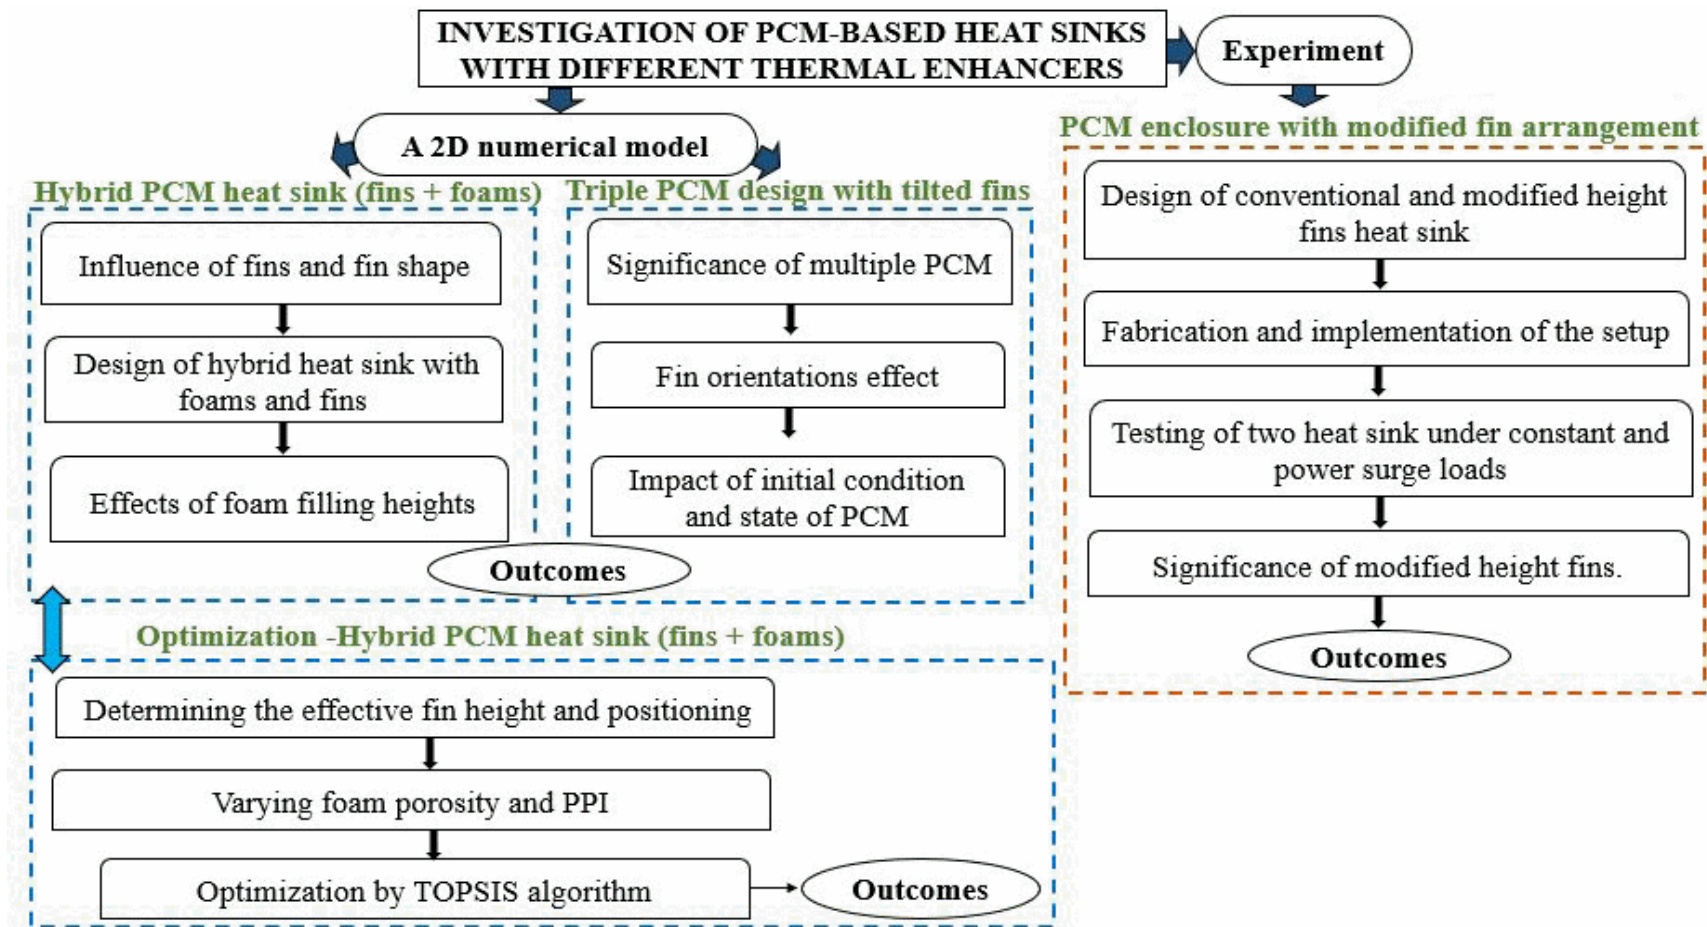 INVESTIGATION OF PCM-BASED HEAT SINKS
WITH DIFFERENT THERMAL ENHANCERS
Experiment
A 2D numerical model
Hybrid PCM heat sink (fins + foams)
Influence of fins and fin shape
Design of hybrid heat sink with
foams and fins
Effects of foam filling heights
Triple PCM design with tilted fins
Significance of multiple PCM
Fin orientations effect
Impact of initial condition
and state of PCM
Outcomes
PCM enclosure with modified fin arrangement
Design of conventional and modified height
fins heat sink
Fabrication and implementation of the setup
Testing of two heat sink under constant and
power surge loads
Significance of modified height fins.
Outcomes
Optimization -Hybrid PCM heat sink (fins + foams)
Determining the effective fin height and positioning
Varying foam porosity and PPI
Optimization by TOPSIS algorithm
Outcomes